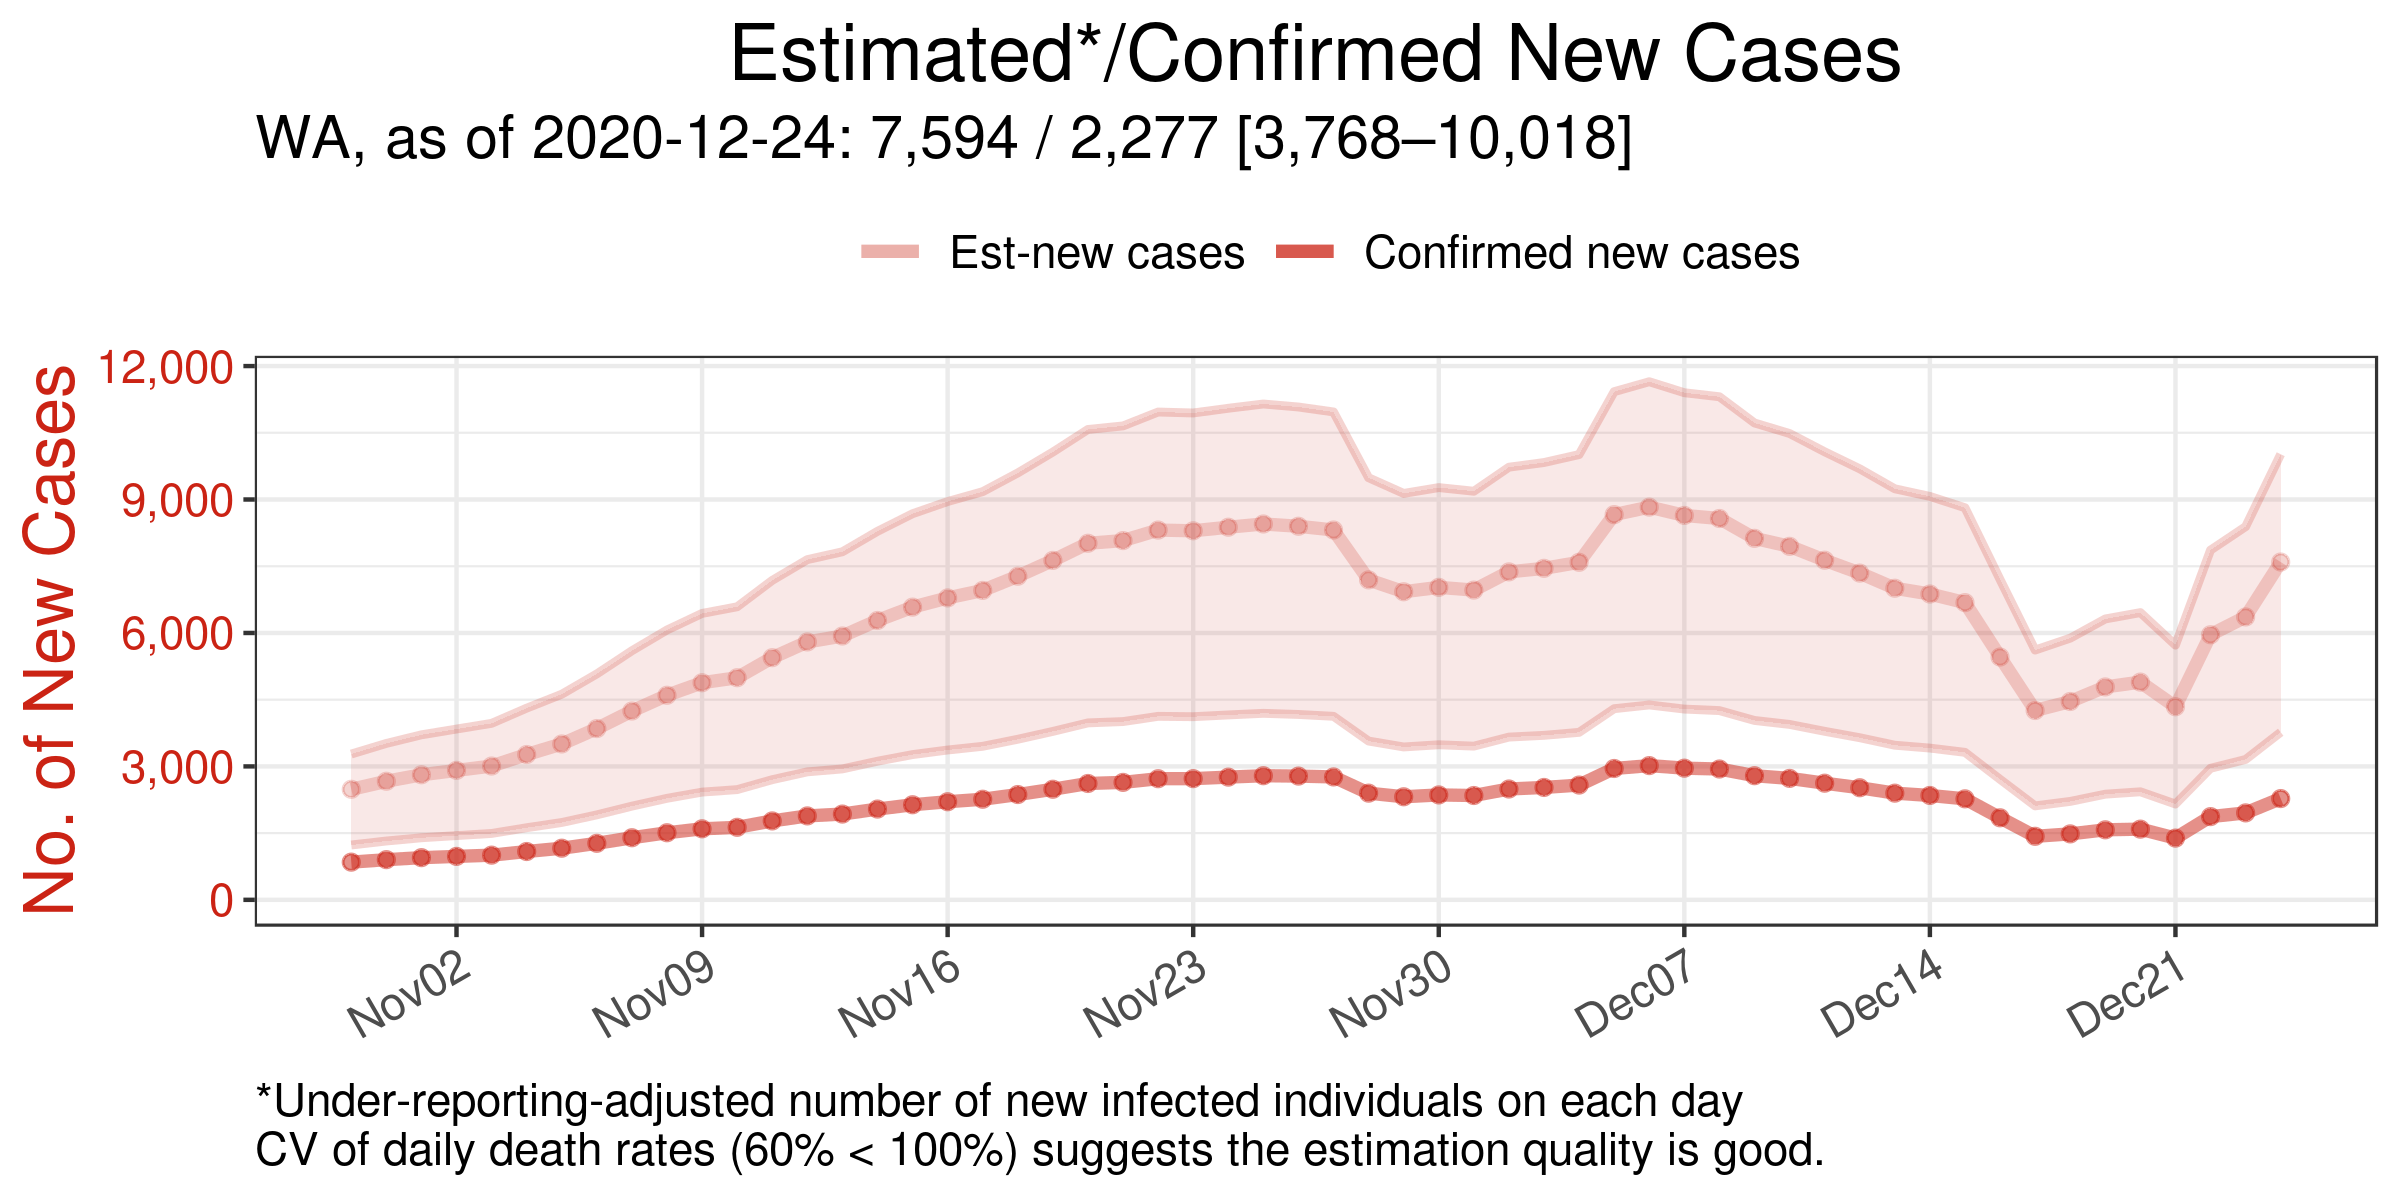 Estimated*/Confirmed New Cases
WA, as of 2020-12-24: 7,594 / 2,277 [3,768–10,018]
Est-new cases
Confirmed new cases
No. of New Cases
12,000
9,000
6,000
3,000
0
Nov02
Nov09
Nov16
Nov23
Nov30
Dec07
Dec14
Dec21
*Under-reporting-adjusted number of new infected individuals on each day
CV of daily death rates (60% < 100%) suggests the estimation quality is good.